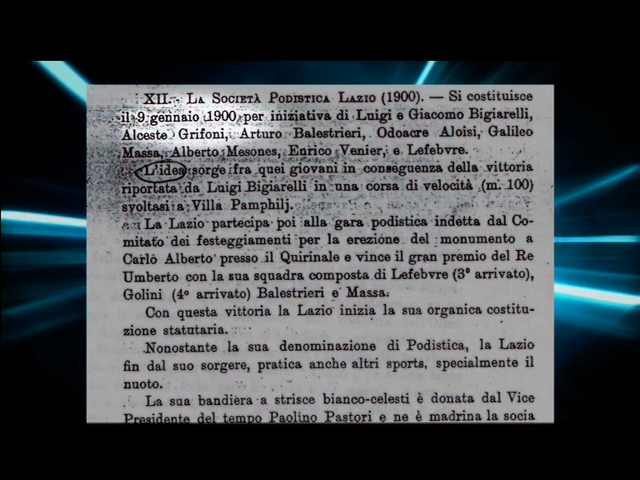 XII. - LA SOCIETÀ PODISTICA LAZIO (1900). — Si costituisce
il 9 gennaio 1900 per iniziativa di Luigi e Giacomo Bigiarelli,
Alceste Grifoni, Arturo Balestrieri, Odoacre Aloisi, Galileo
Massa, Alberto Mesones, Enrico Venier, e Lefebvre.
L'idea sorge fra quei giovani in conseguenza della vittoria
riportata da Luigi Bigiarelli in una corsa di velocità (m. 100)
svoltasi a Villa Pamphilj.
La Lazio partecipa poi alla gara podistica indetta dal Co-
mitato dei festeggiamenti per la erezione del monumento a
Carlo Alberto presso il Quirinale e vince il gran premio del Re
Umberto con la sua squadra composta di Lefebvre (3º arrivato),
Golini (4º arrivato) Balestrieri e Massa.
Con questa vittoria la Lazio inizia la sua organica costitu-
zione statutaria.
Nonostante la sua denominazione di Podistica, la Lazio
fin dal suo sorgere, pratica anche altri sports, specialmente il
nuoto.
La sua bandiera a strisce bianco-celesti è donata dal Vice
Presidente del tempo Paolino Pastori e ne è madrina la socia